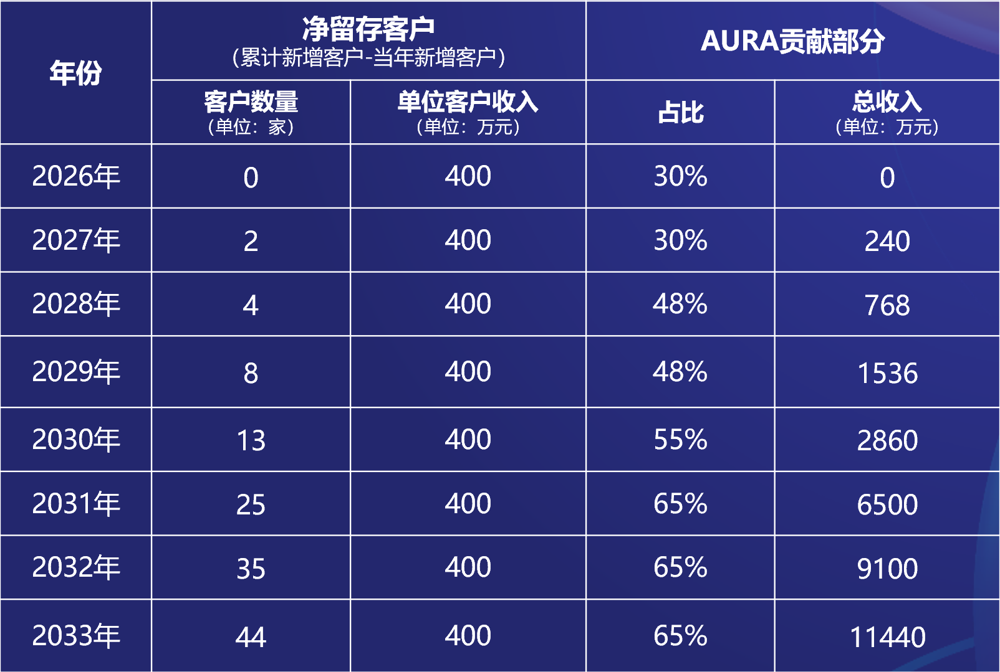 年份
净留存客户
（累计新增客户-当年新增客户）
AURA贡献部分
客户数量
（单位：家）
单位客户收入
（单位：万元）
占比
总收入
（单位：万元）
2026年 0 400 30% 0
2027年 2 400 30% 240
2028年 4 400 48% 768
2029年 8 400 48% 1536
2030年 13 400 55% 2860
2031年 25 400 65% 6500
2032年 35 400 65% 9100
2033年 44 400 65% 11440